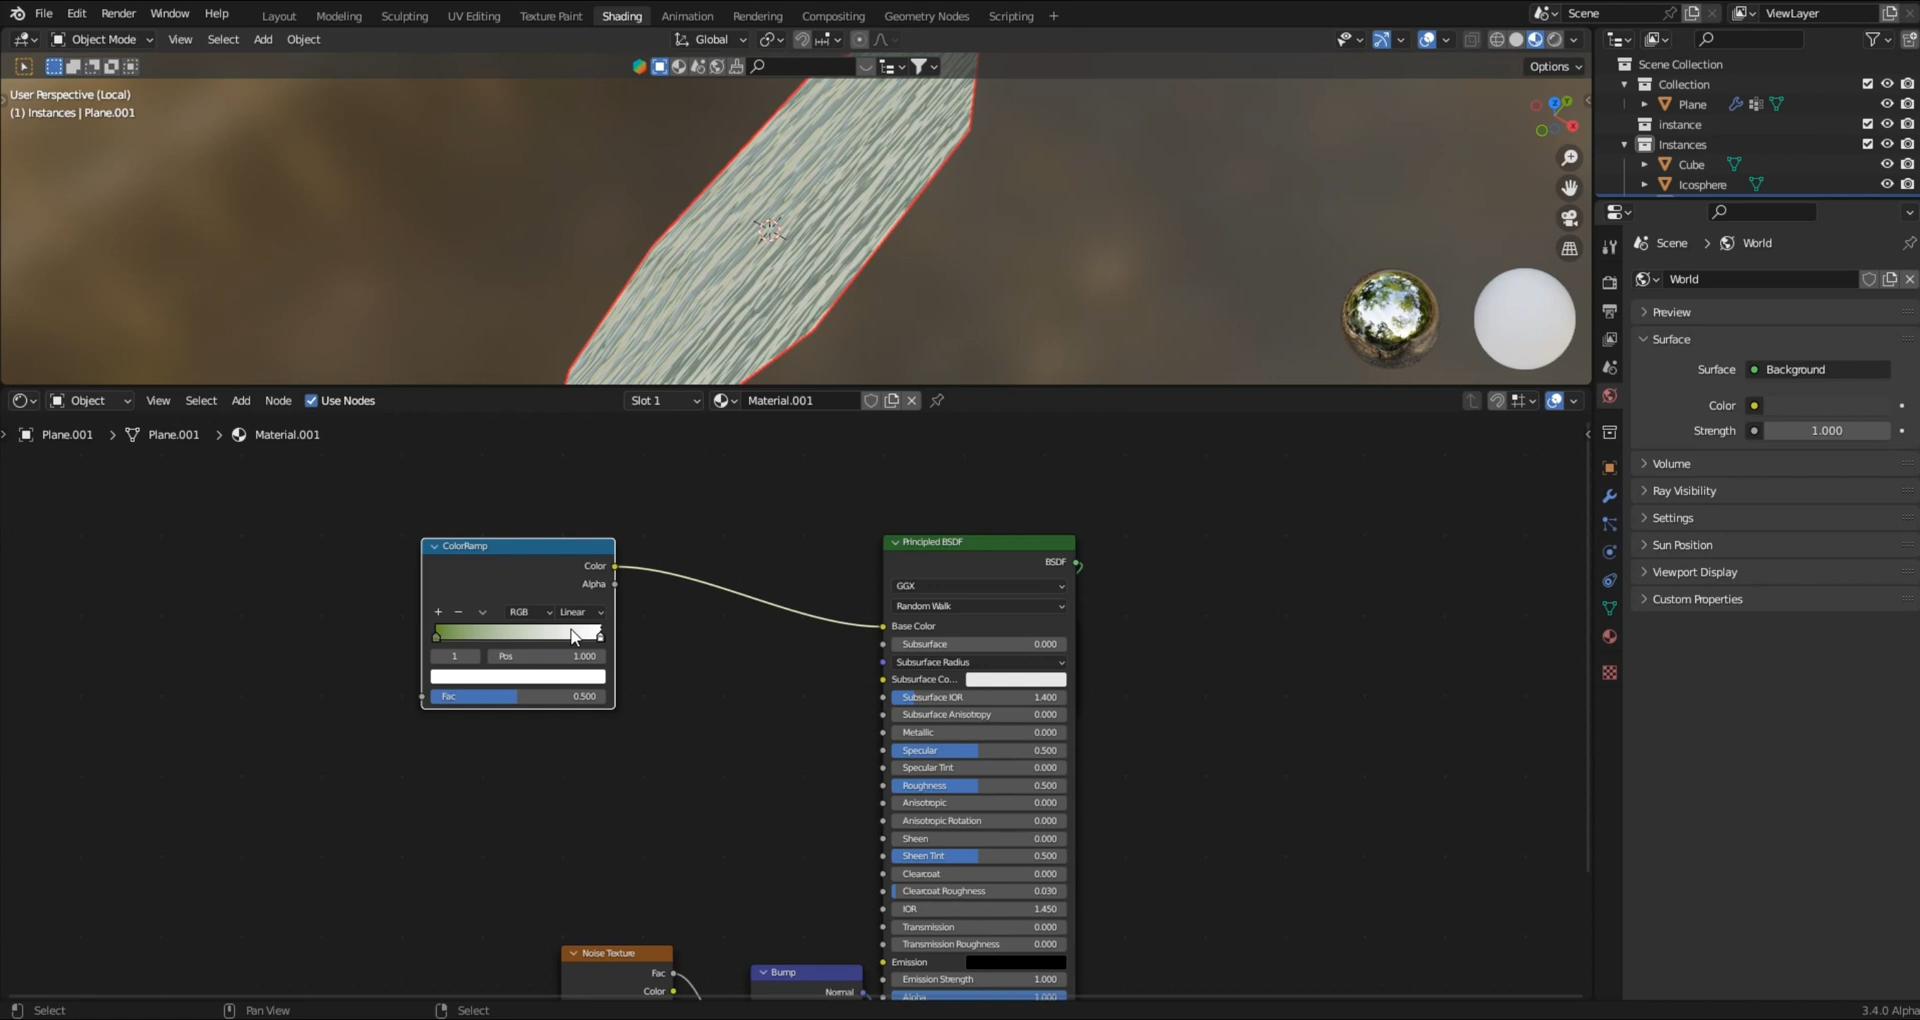 File Edit Render Window Help
Layout Modeling Sculpting UV Editing Texture Paint Shading Animation Rendering Compositing Geometry Nodes Scripting +
Scene
ViewLayer
Object Mode
View Select Add Object
Global
Options
User Perspective (Local)
(1) Instances | Plane.001
Scene Collection
Collection
Plane
instance
Instances
Cube
Icosphere
Scene > World
World
Preview
Surface
Surface Background
Color
Strength 1.000
Volume
Ray Visibility
Settings
Sun Position
Viewport Display
Custom Properties
Object
View Select Add Node Use Nodes
Slot 1
Material.001
Plane.001 > Plane.001 > Material.001
ColorRamp
Color
Alpha
+ − RGB Linear
1 Pos 1.000
Fac 0.500
Principled BSDF
BSDF
GGX
Random Walk
Base Color
Subsurface 0.000
Subsurface Radius
Subsurface Co...
Subsurface IOR 1.400
Subsurface Anisotropy 0.000
Metallic 0.000
Specular 0.500
Specular Tint 0.000
Roughness 0.500
Anisotropic 0.000
Anisotropic Rotation 0.000
Sheen 0.000
Sheen Tint 0.500
Clearcoat 0.000
Clearcoat Roughness 0.030
IOR 1.450
Transmission 0.000
Transmission Roughness 0.000
Emission
Emission Strength 1.000
Alpha 1.000
Noise Texture
Fac
Color
Bump
Normal
Select
Pan View
Select
3.4.0 Alpha